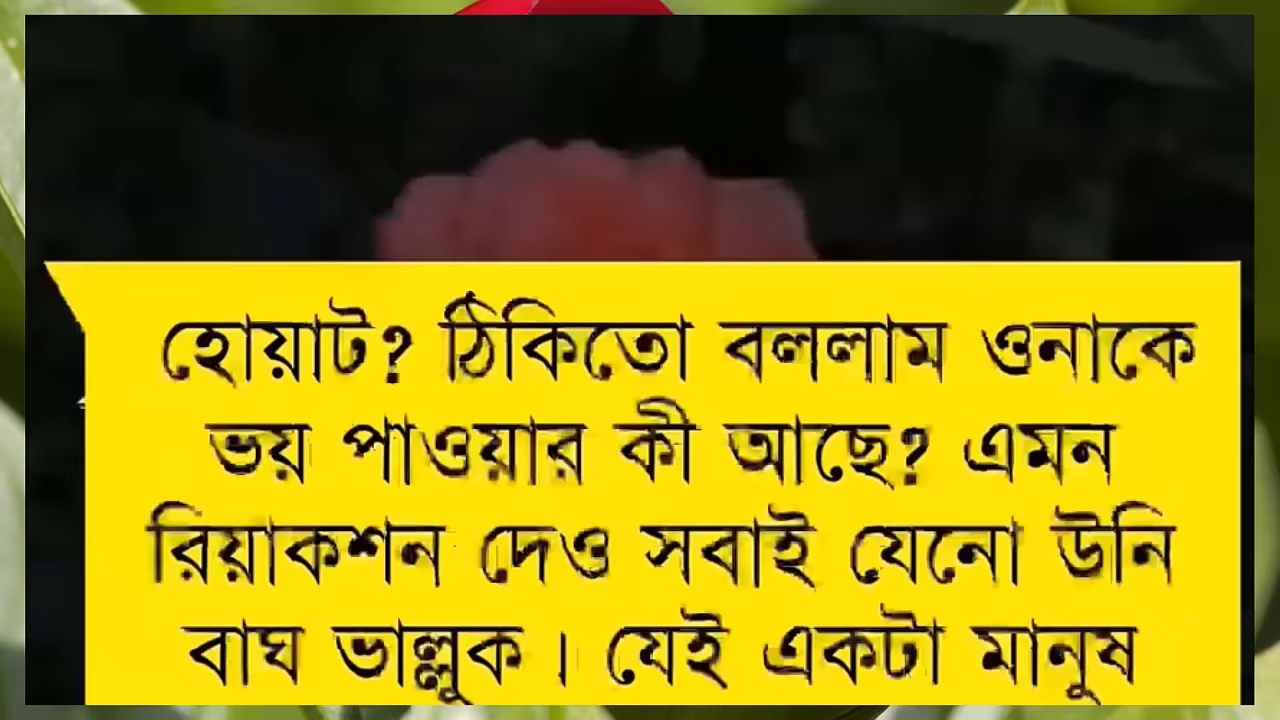 হোয়াট? ঠিকিতো বললাম ওনাকে
ভয় পাওয়ার কী আছে? এমন
রিয়াকশন দেও সবাই যেনো উনি
বাঘ ভাল্লুক। যেই একটা মানুষ